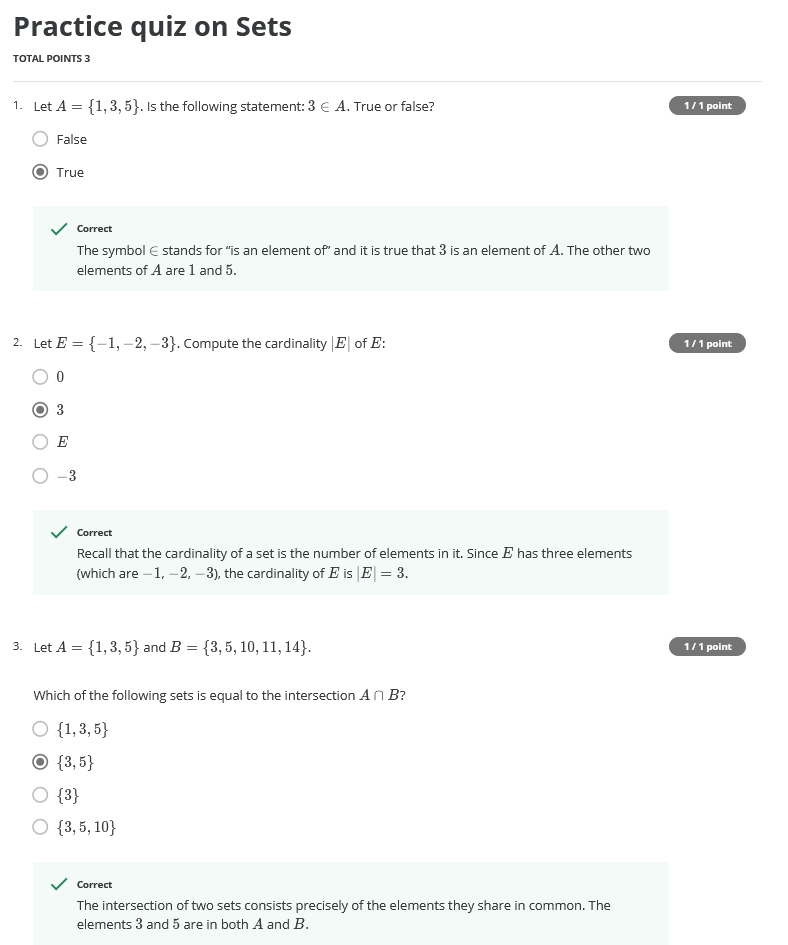 Practice quiz on Sets
TOTAL POINTS 3
1. Let A = {1, 3, 5}. Is the following statement: 3 ∈ A. True or false?
1 / 1 point
False
True
Correct
The symbol ∈ stands for “is an element of” and it is true that 3 is an element of A. The other two
elements of A are 1 and 5.
2. Let E = {−1, −2, −3}. Compute the cardinality |E| of E:
1 / 1 point
0
3
E
−3
Correct
Recall that the cardinality of a set is the number of elements in it. Since E has three elements
(which are −1, −2, −3), the cardinality of E is |E| = 3.
3. Let A = {1, 3, 5} and B = {3, 5, 10, 11, 14}.
1 / 1 point
Which of the following sets is equal to the intersection A ∩ B?
{1, 3, 5}
{3, 5}
{3}
{3, 5, 10}
Correct
The intersection of two sets consists precisely of the elements they share in common. The
elements 3 and 5 are in both A and B.